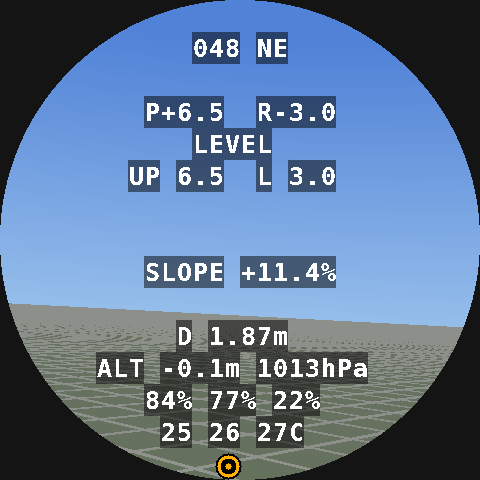 048 NE
P+6.5 R-3.0
LEVEL
UP 6.5 L 3.0
SLOPE +11.4%
D 1.87m
ALT -0.1m 1013hPa
84% 77% 22%
25 26 27C